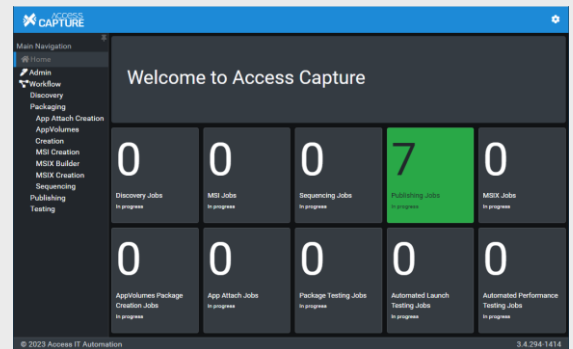 ACCESS
CAPTURE
Main Navigation
Home
Admin
Workflow
Discovery
Packaging
App Attach Creation
AppVolumes
Creation
MSI Creation
MSIX Builder
MSIX Creation
Sequencing
Publishing
Testing
Welcome to Access Capture
0
Discovery Jobs
In progress
0
MSI Jobs
In progress
0
Sequencing Jobs
In progress
7
Publishing Jobs
In progress
0
MSIX Jobs
In progress
0
AppVolumes Package
Creation Jobs
In progress
0
App Attach Jobs
In progress
0
Package Testing Jobs
In progress
0
Automated Launch
Testing Jobs
In progress
0
Automated Performance
Testing Jobs
In progress
© 2023 Access IT Automation
3.4.294-1414